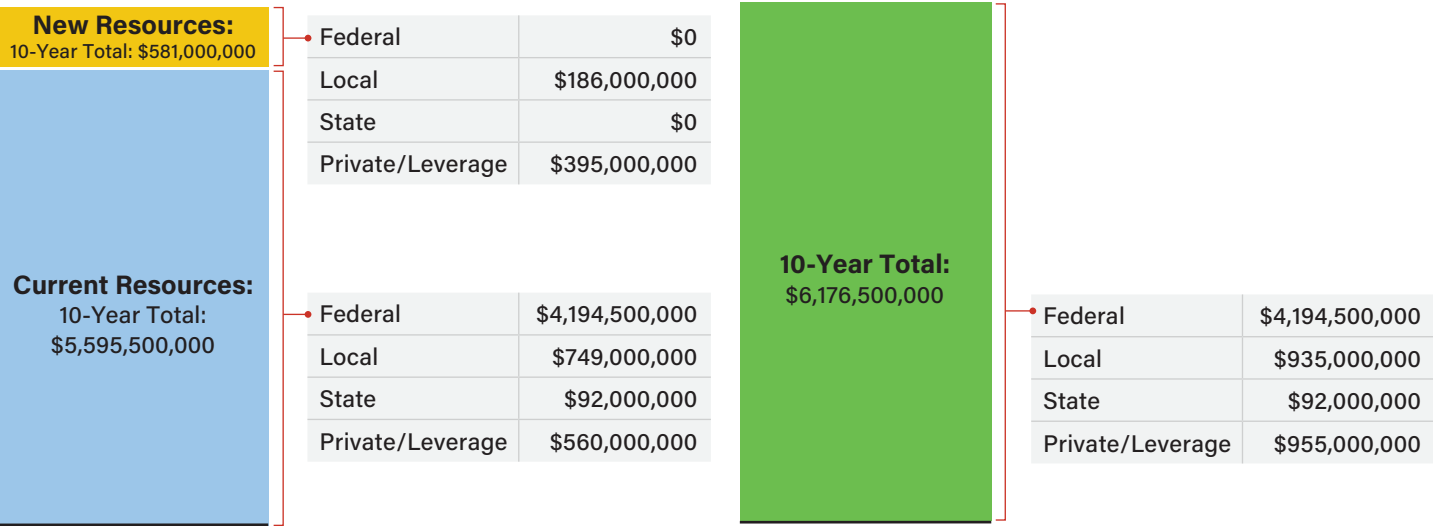 New Resources:
10-Year Total: $581,000,000
Federal $0
Local $186,000,000
State $0
Private/Leverage $395,000,000
Current Resources:
10-Year Total:
$5,595,500,000
Federal $4,194,500,000
Local $749,000,000
State $92,000,000
Private/Leverage $560,000,000
10-Year Total:
$6,176,500,000
Federal $4,194,500,000
Local $935,000,000
State $92,000,000
Private/Leverage $955,000,000